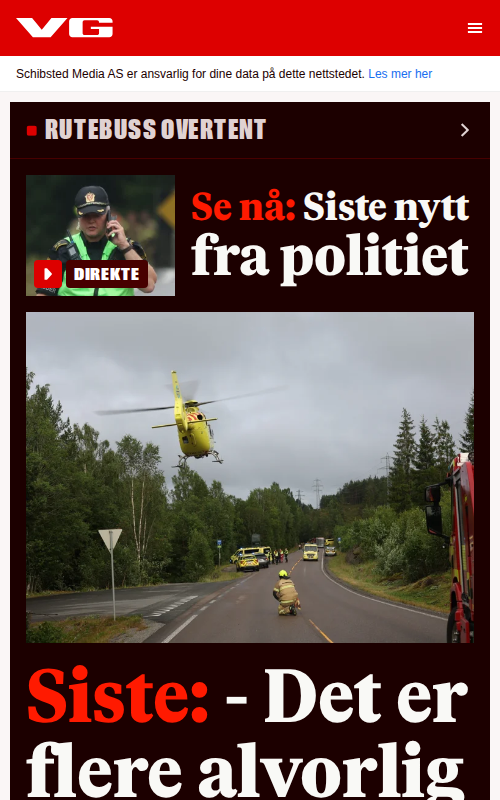 VG
Schibsted Media AS er ansvarlig for dine data på dette nettstedet. Les mer her
RUTEBUSS OVERTENT
Se nå: Siste nytt
fra politiet
DIREKTE
Siste: - Det er
flere alvorlig